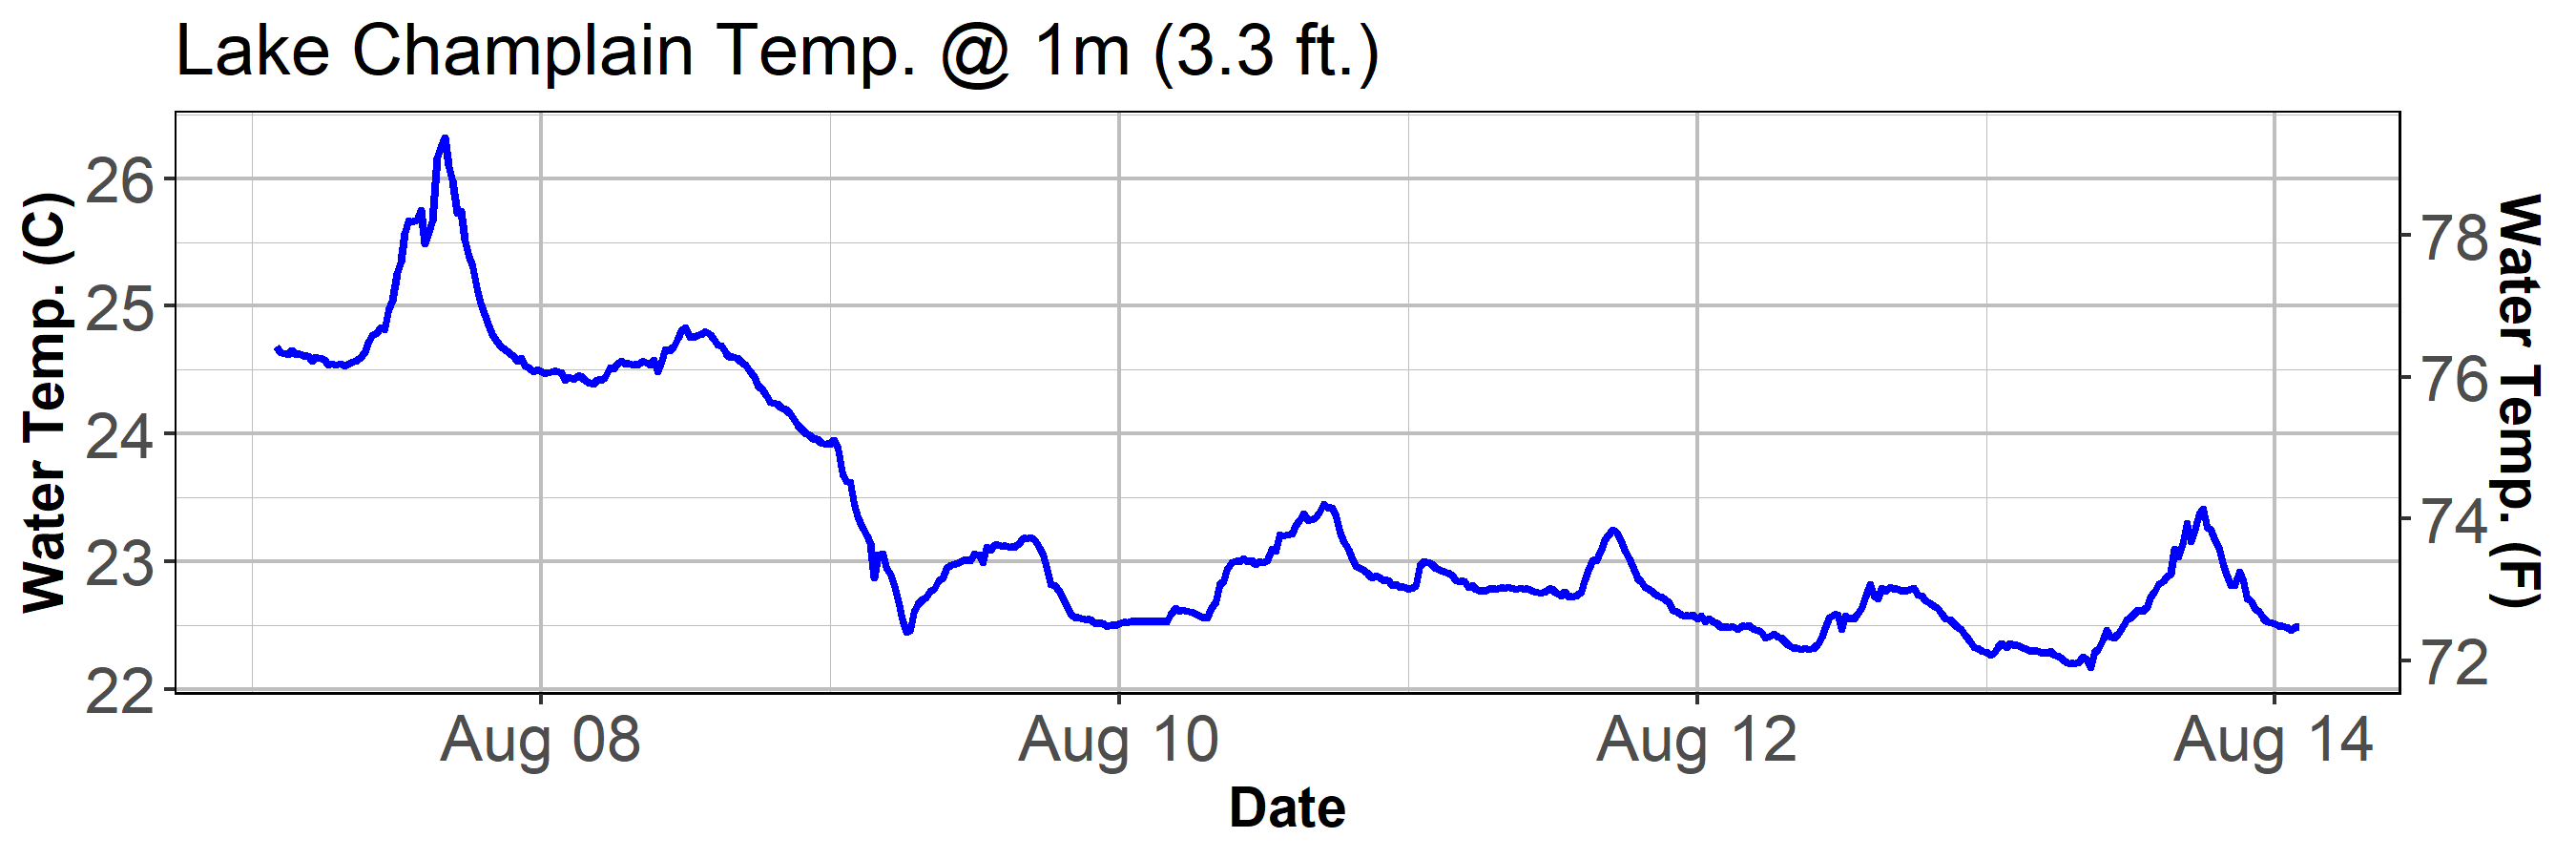 Lake Champlain Temp. @ 1m (3.3 ft.)
Water Temp. (C)
26
25
24
23
22
78
76
74
72
Water Temp. (F)
Aug 08
Aug 10
Aug 12
Aug 14
Date